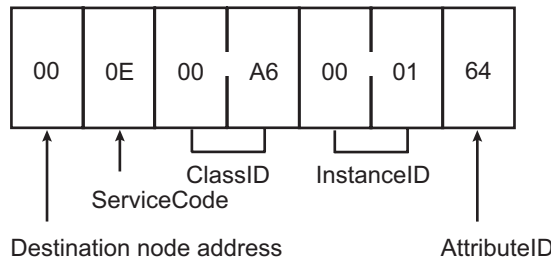 00 0E 00 A6 00 01 64
ClassID InstanceID
ServiceCode
Destination node address AttributeID